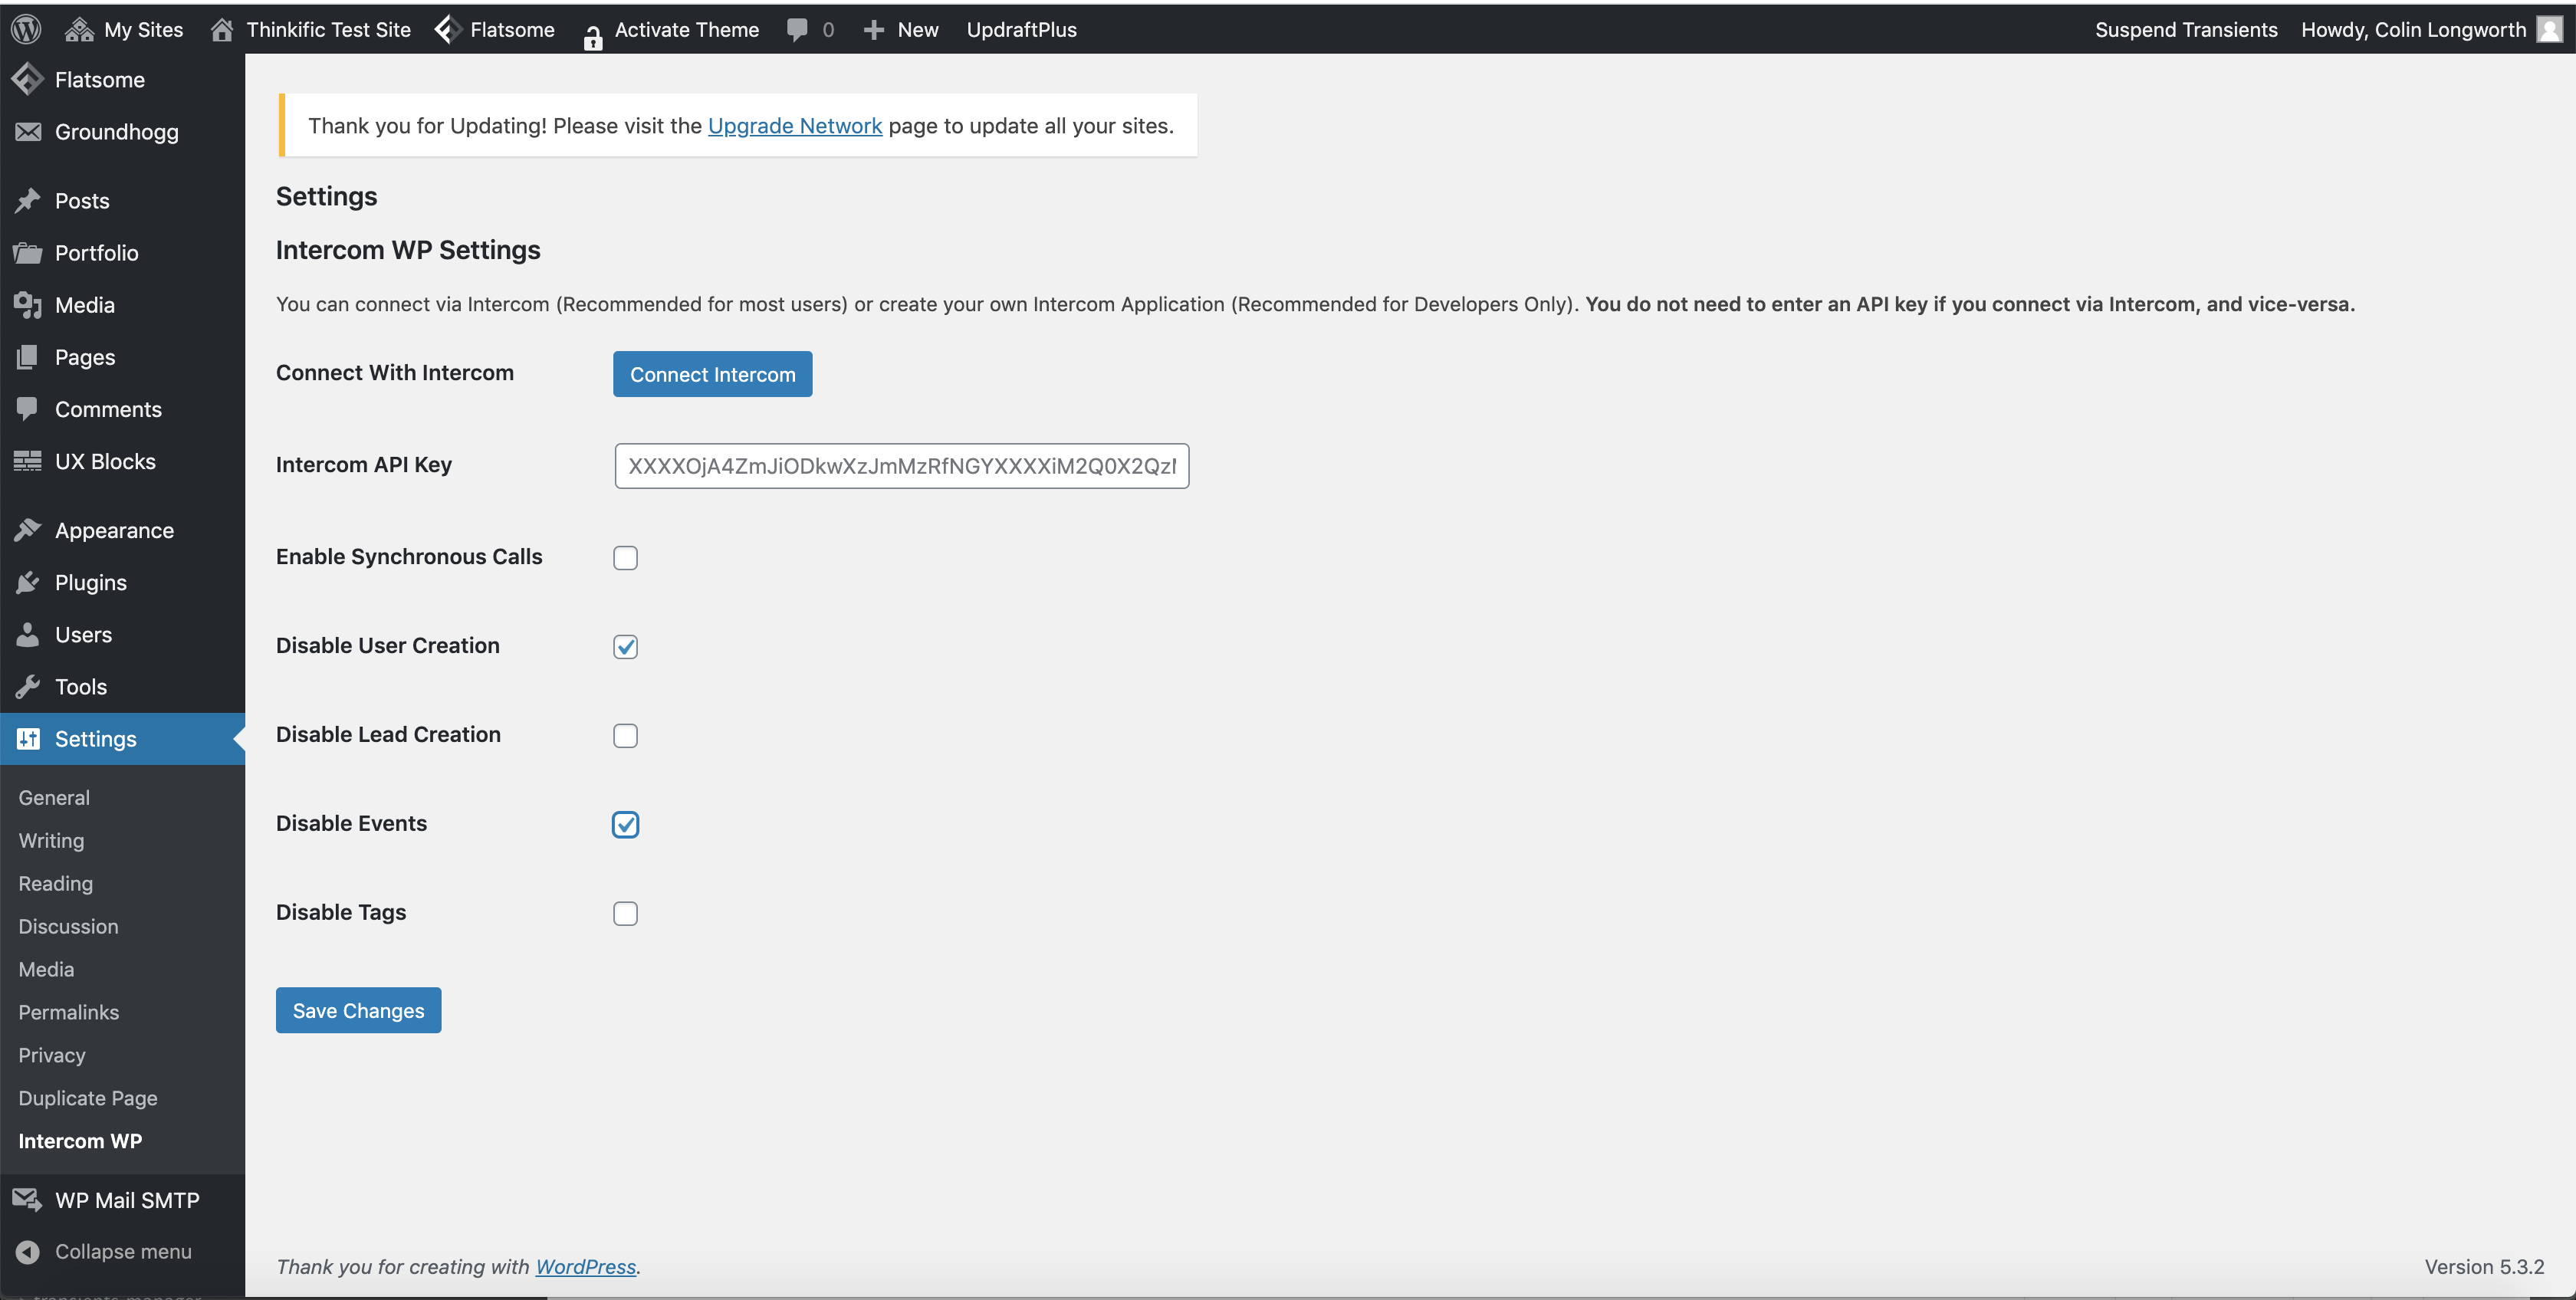 My Sites Thinkific Test Site Flatsome Activate Theme 0 New UpdraftPlus Suspend Transients Howdy, Colin Longworth
Flatsome
Groundhogg
Posts
Portfolio
Media
Pages
Comments
UX Blocks
Appearance
Plugins
Users
Tools
Settings
General
Writing
Reading
Discussion
Media
Permalinks
Privacy
Duplicate Page
Intercom WP
WP Mail SMTP
Collapse menu
transients-manager
Thank you for Updating! Please visit the Upgrade Network page to update all your sites.
Settings
Intercom WP Settings
You can connect via Intercom (Recommended for most users) or create your own Intercom Application (Recommended for Developers Only). You do not need to enter an API key if you connect via Intercom, and vice-versa.
Connect With Intercom Connect Intercom
Intercom API Key XXXXOjA4ZmJiODkwXzJmMzRfNGYXXXXiM2Q0X2Qz
Enable Synchronous Calls
Disable User Creation
Disable Lead Creation
Disable Events
Disable Tags
Save Changes
Thank you for creating with WordPress. Version 5.3.2